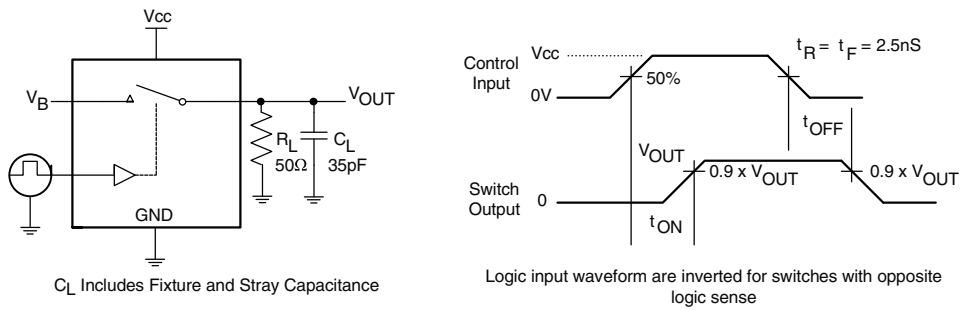 Vcc
VB
VOUT
RL
50Ω
CL
35pF
GND
CL Includes Fixture and Stray Capacitance
Control
Input
Vcc
0V
50%
tR = tF = 2.5nS
tOFF
Switch
Output
VOUT
0
0.9 x VOUT
0.9 x VOUT
tON
Logic input waveform are inverted for switches with opposite
logic sense